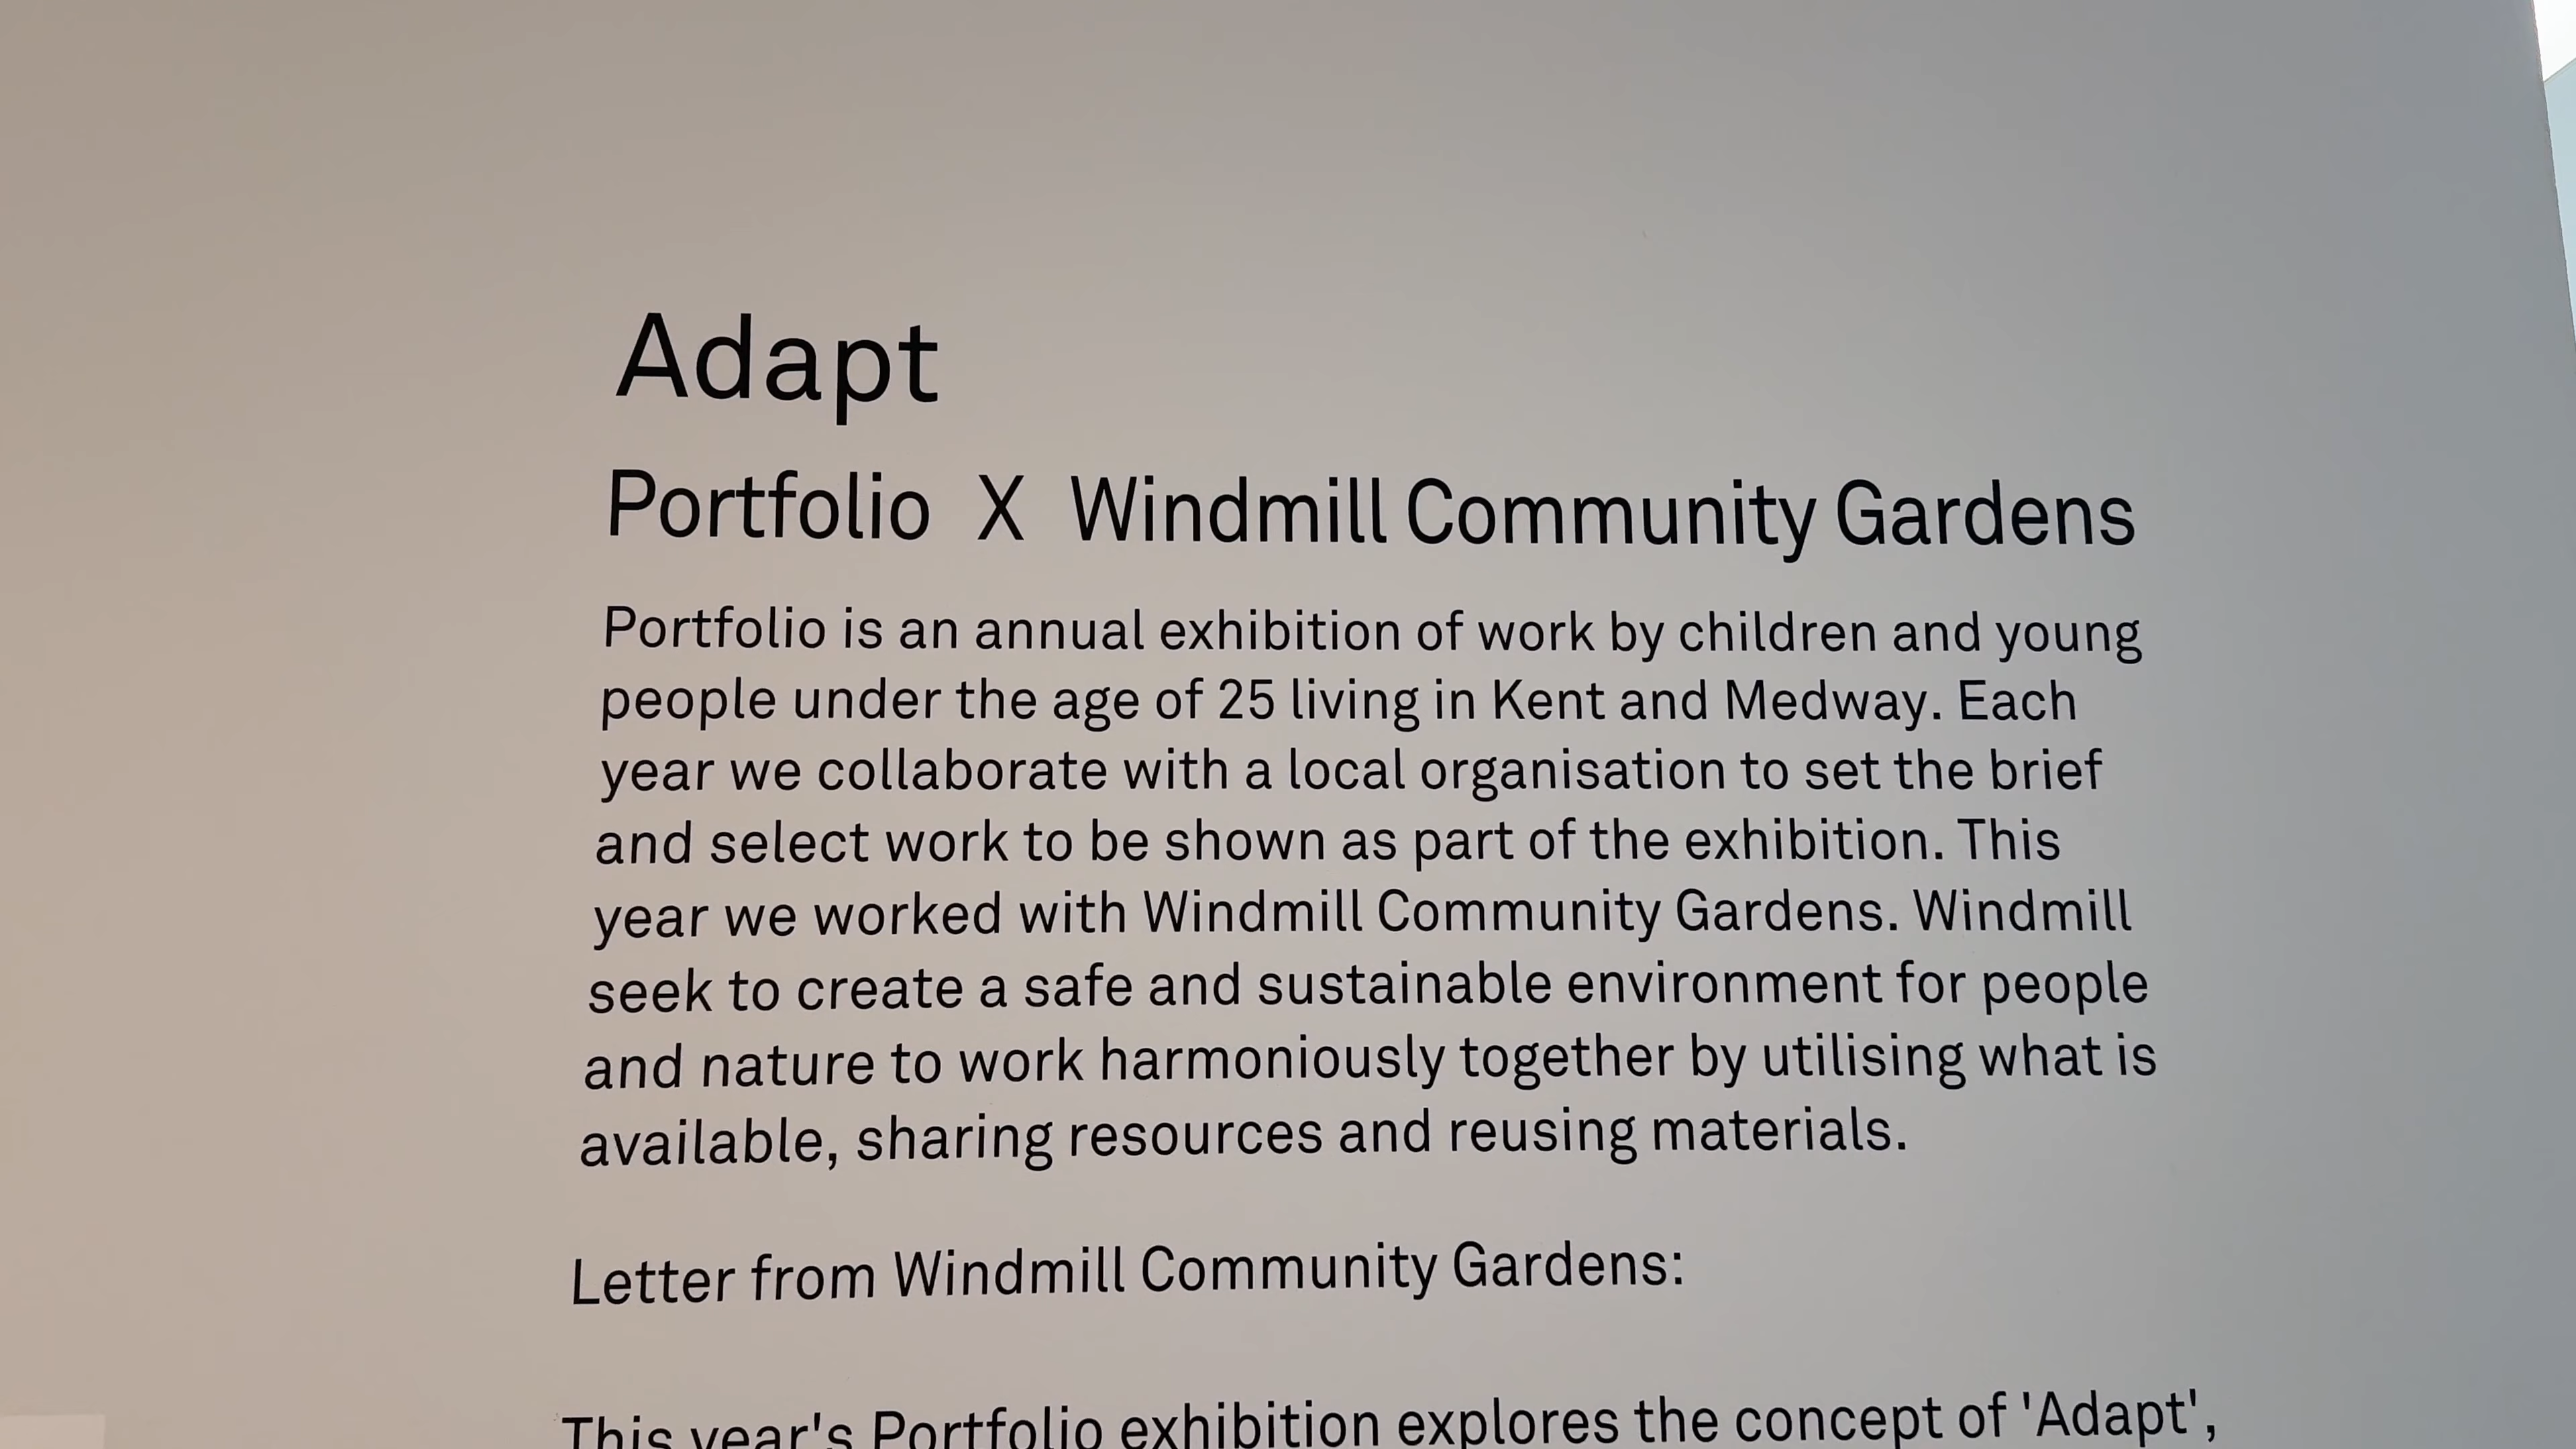 Adapt
Portfolio X Windmill Community Gardens
Portfolio is an annual exhibition of work by children and young
people under the age of 25 living in Kent and Medway. Each
year we collaborate with a local organisation to set the brief
and select work to be shown as part of the exhibition. This
year we worked with Windmill Community Gardens. Windmill
seek to create a safe and sustainable environment for people
and nature to work harmoniously together by utilising what is
available, sharing resources and reusing materials.
Letter from Windmill Community Gardens:
This year's Portfolio exhibition explores the concept of 'Adapt',